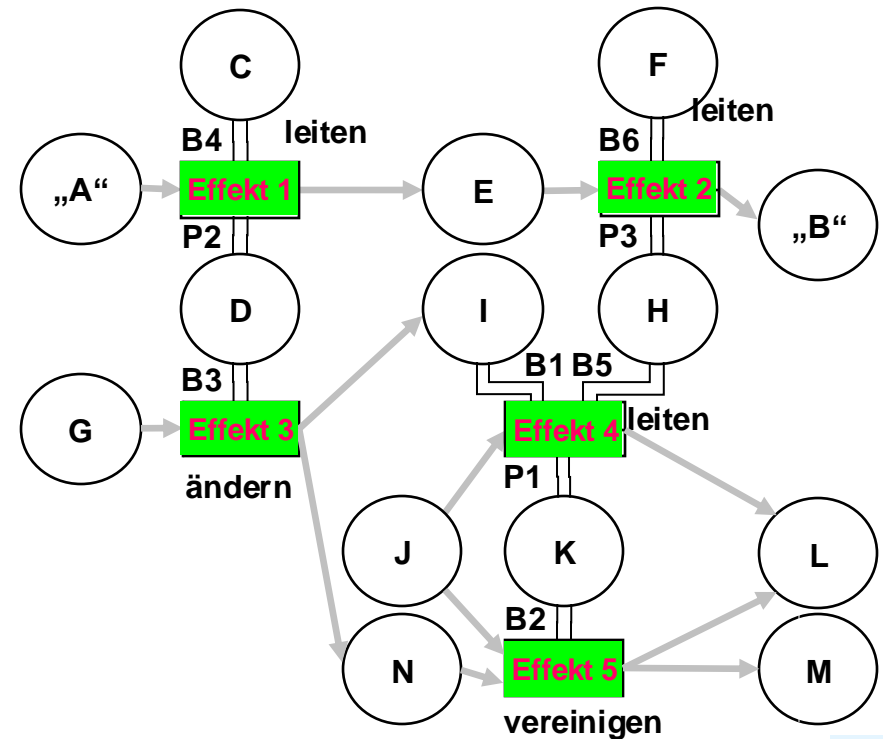 C
F
B4
leiten
leiten
B6
„A“
Effekt 1
E
Effekt 2
„B“
P2
P3
D
I
H
B3
B1
B5
G
Effekt 3
Effekt 4
leiten
ändern
P1
J
K
L
B2
N
Effekt 5
M
vereinigen